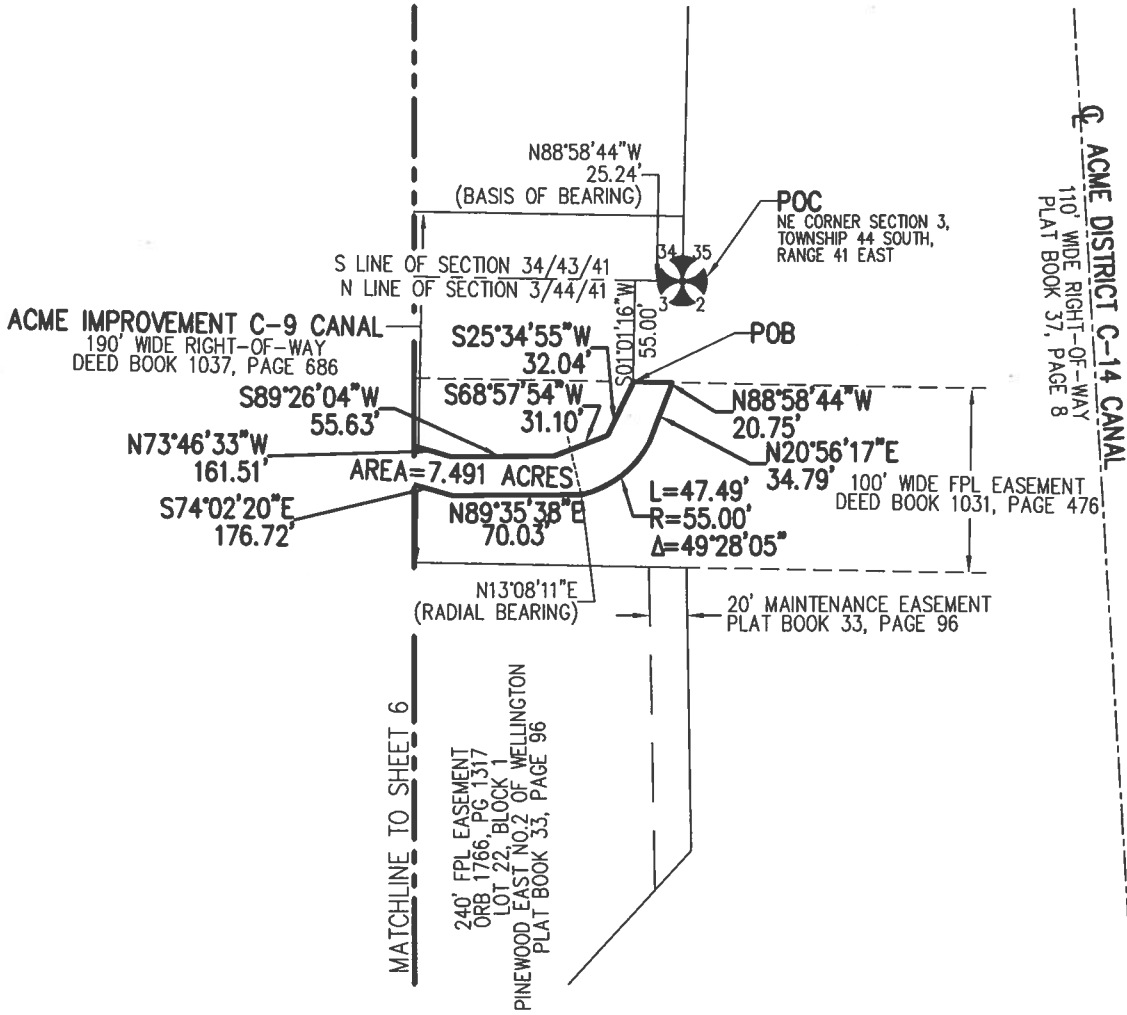 N88°58'44"W
25.24'
(BASIS OF BEARING)
POC
NE CORNER SECTION 3,
TOWNSHIP 44 SOUTH,
RANGE 41 EAST
34 35
3 2
S LINE OF SECTION 34/43/41
N LINE OF SECTION 3/44/41
S01°01'16"W
55.00'
ACME IMPROVEMENT C-9 CANAL
190' WIDE RIGHT-OF-WAY
DEED BOOK 1037, PAGE 686
S25°34'55"W
32.04'
POB
S89°26'04"W
55.63'
S68°57'54"W
31.10'
N88°58'44"W
20.75'
N73°46'33"W
161.51'
AREA=7.491 ACRES
N20°56'17"E
34.79'
100' WIDE FPL EASEMENT
DEED BOOK 1031, PAGE 476
S74°02'20"E
176.72'
N89°35'38"E
70.03'
L=47.49'
R=55.00'
Δ=49°28'05"
N13°08'11"E
(RADIAL BEARING)
20' MAINTENANCE EASEMENT
PLAT BOOK 33, PAGE 96
MATCHLINE TO SHEET 6
240' FPL EASEMENT
ORB 1766, PG 1317
LOT 22, BLOCK 1
PINEWOOD EAST NO.2 OF WELLINGTON
PLAT BOOK 33, PAGE 96
℄ ACME DISTRICT C-14 CANAL
110' WIDE RIGHT-OF-WAY
PLAT BOOK 37, PAGE 8